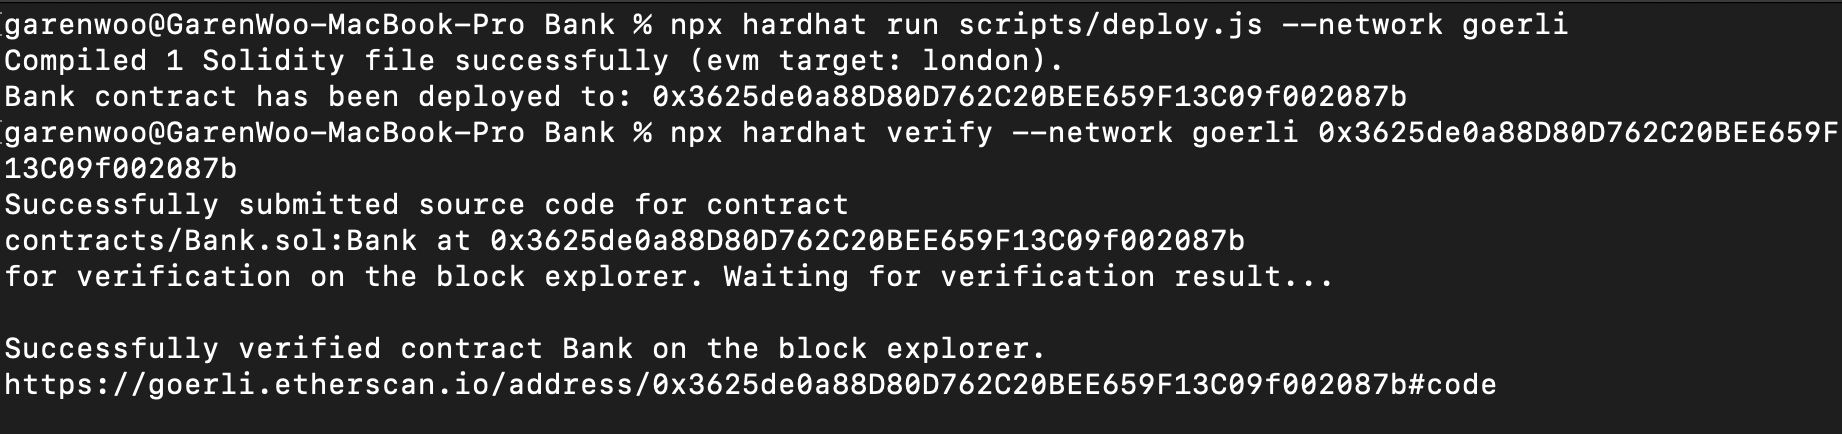 garenwoo@GarenWoo-MacBook-Pro Bank % npx hardhat run scripts/deploy.js --network goerli
Compiled 1 Solidity file successfully (evm target: london).
Bank contract has been deployed to: 0x3625de0a88D80D762C20BEE659F13C09f002087b
garenwoo@GarenWoo-MacBook-Pro Bank % npx hardhat verify --network goerli 0x3625de0a88D80D762C20BEE659F
13C09f002087b
Successfully submitted source code for contract
contracts/Bank.sol:Bank at 0x3625de0a88D80D762C20BEE659F13C09f002087b
for verification on the block explorer. Waiting for verification result...
Successfully verified contract Bank on the block explorer.
https://goerli.etherscan.io/address/0x3625de0a88D80D762C20BEE659F13C09f002087b#code